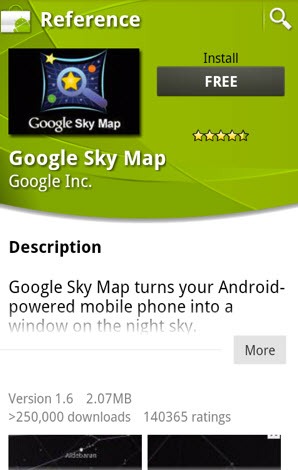 Reference
Install
FREE
Google Sky Map
Google Sky Map
Google Inc.
Description
Google Sky Map turns your Android-
powered mobile phone into a
window on the night sky.
More
Version 1.6 2.07MB
>250,000 downloads 140365 ratings
Aldebaran